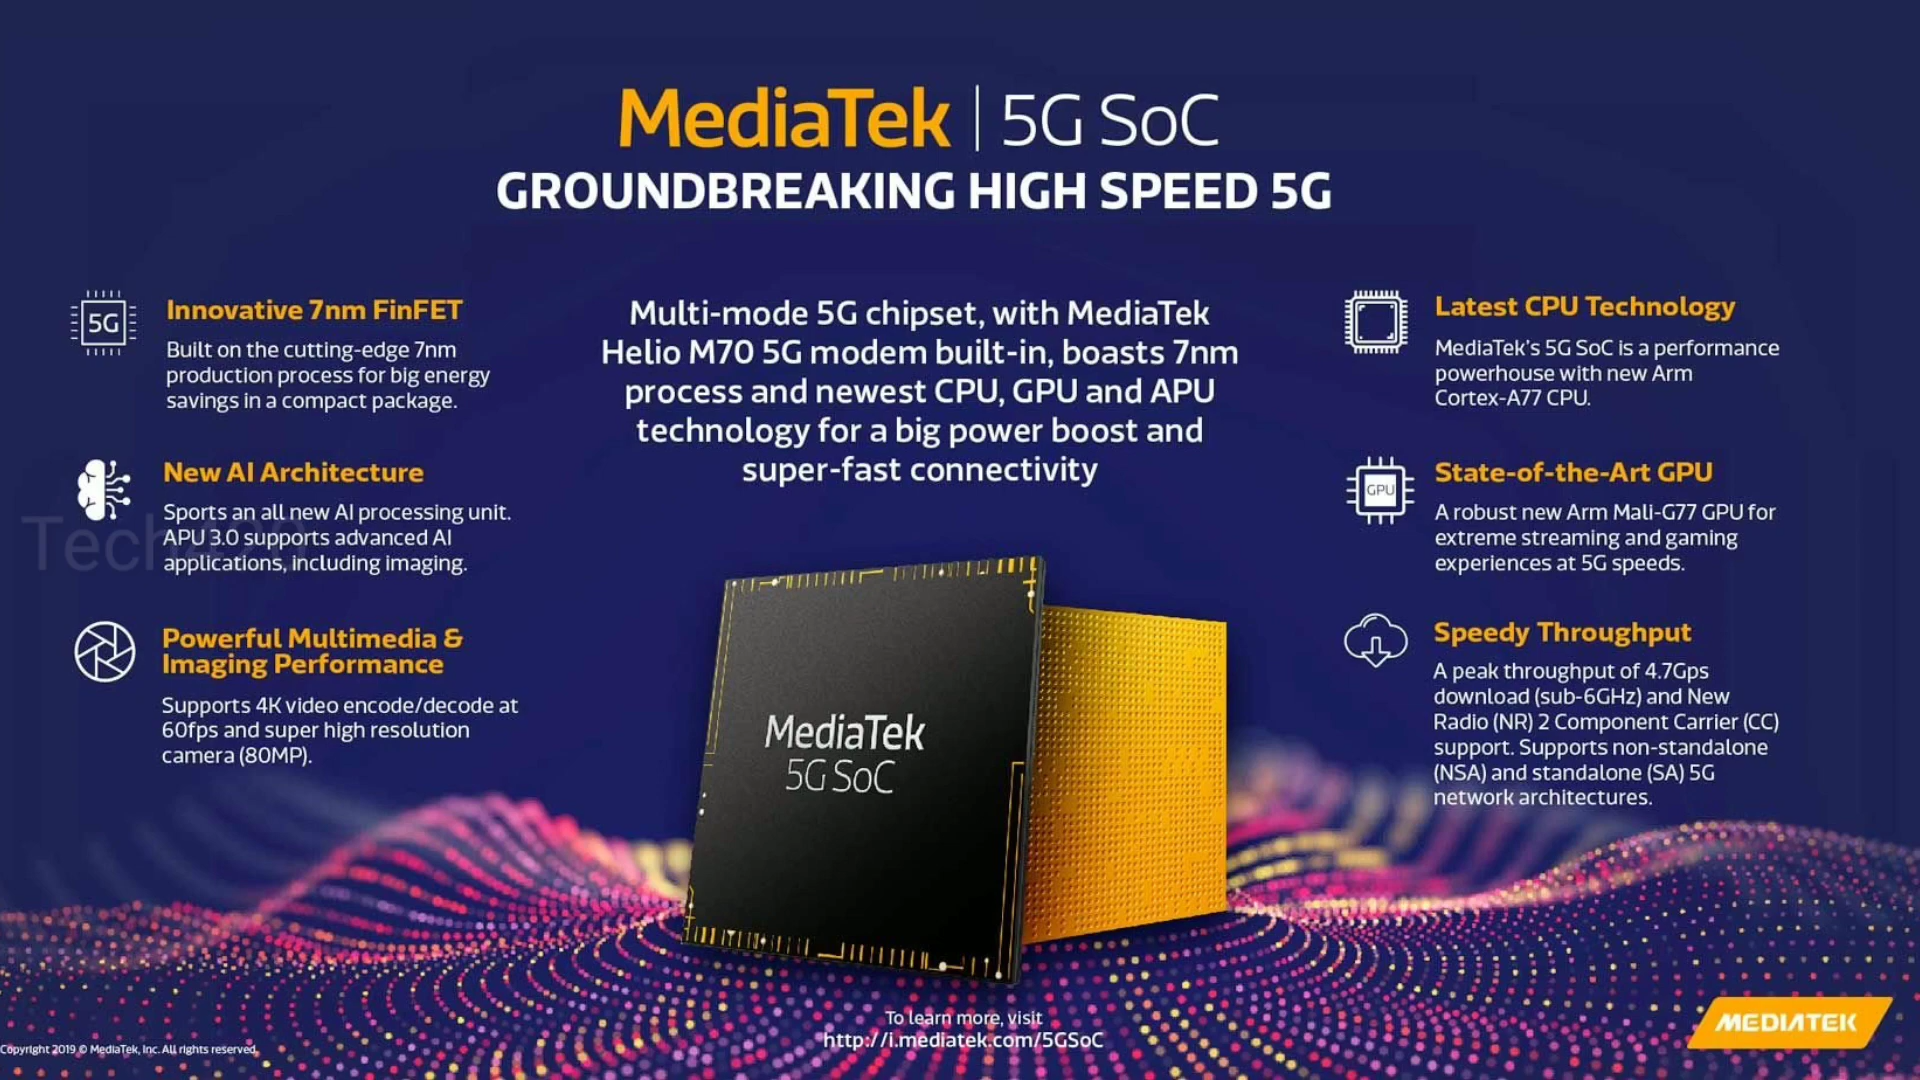 MediaTek | 5G SoC
GROUNDBREAKING HIGH SPEED 5G
5G
Innovative 7nm FinFET
Built on the cutting-edge 7nm
production process for big energy
savings in a compact package.
New AI Architecture
Sports an all new AI processing unit.
APU 3.0 supports advanced AI
applications, including imaging.
Tech420
Powerful Multimedia &
Imaging Performance
Supports 4K video encode/decode at
60fps and super high resolution
camera (80MP).
Multi-mode 5G chipset, with MediaTek
Helio M70 5G modem built-in, boasts 7nm
process and newest CPU, GPU and APU
technology for a big power boost and
super-fast connectivity
MediaTek
5G SoC
Latest CPU Technology
MediaTek's 5G SoC is a performance
powerhouse with new Arm
Cortex-A77 CPU.
GPU
State-of-the-Art GPU
A robust new Arm Mali-G77 GPU for
extreme streaming and gaming
experiences at 5G speeds.
Speedy Throughput
A peak throughput of 4.7Gps
download (sub-6GHz) and New
Radio (NR) 2 Component Carrier (CC)
support. Supports non-standalone
(NSA) and standalone (SA) 5G
network architectures.
To learn more, visit
http://i.mediatek.com/5GSoC
Copyright 2019 © MediaTek, Inc. All rights reserved.
MEDIATEK